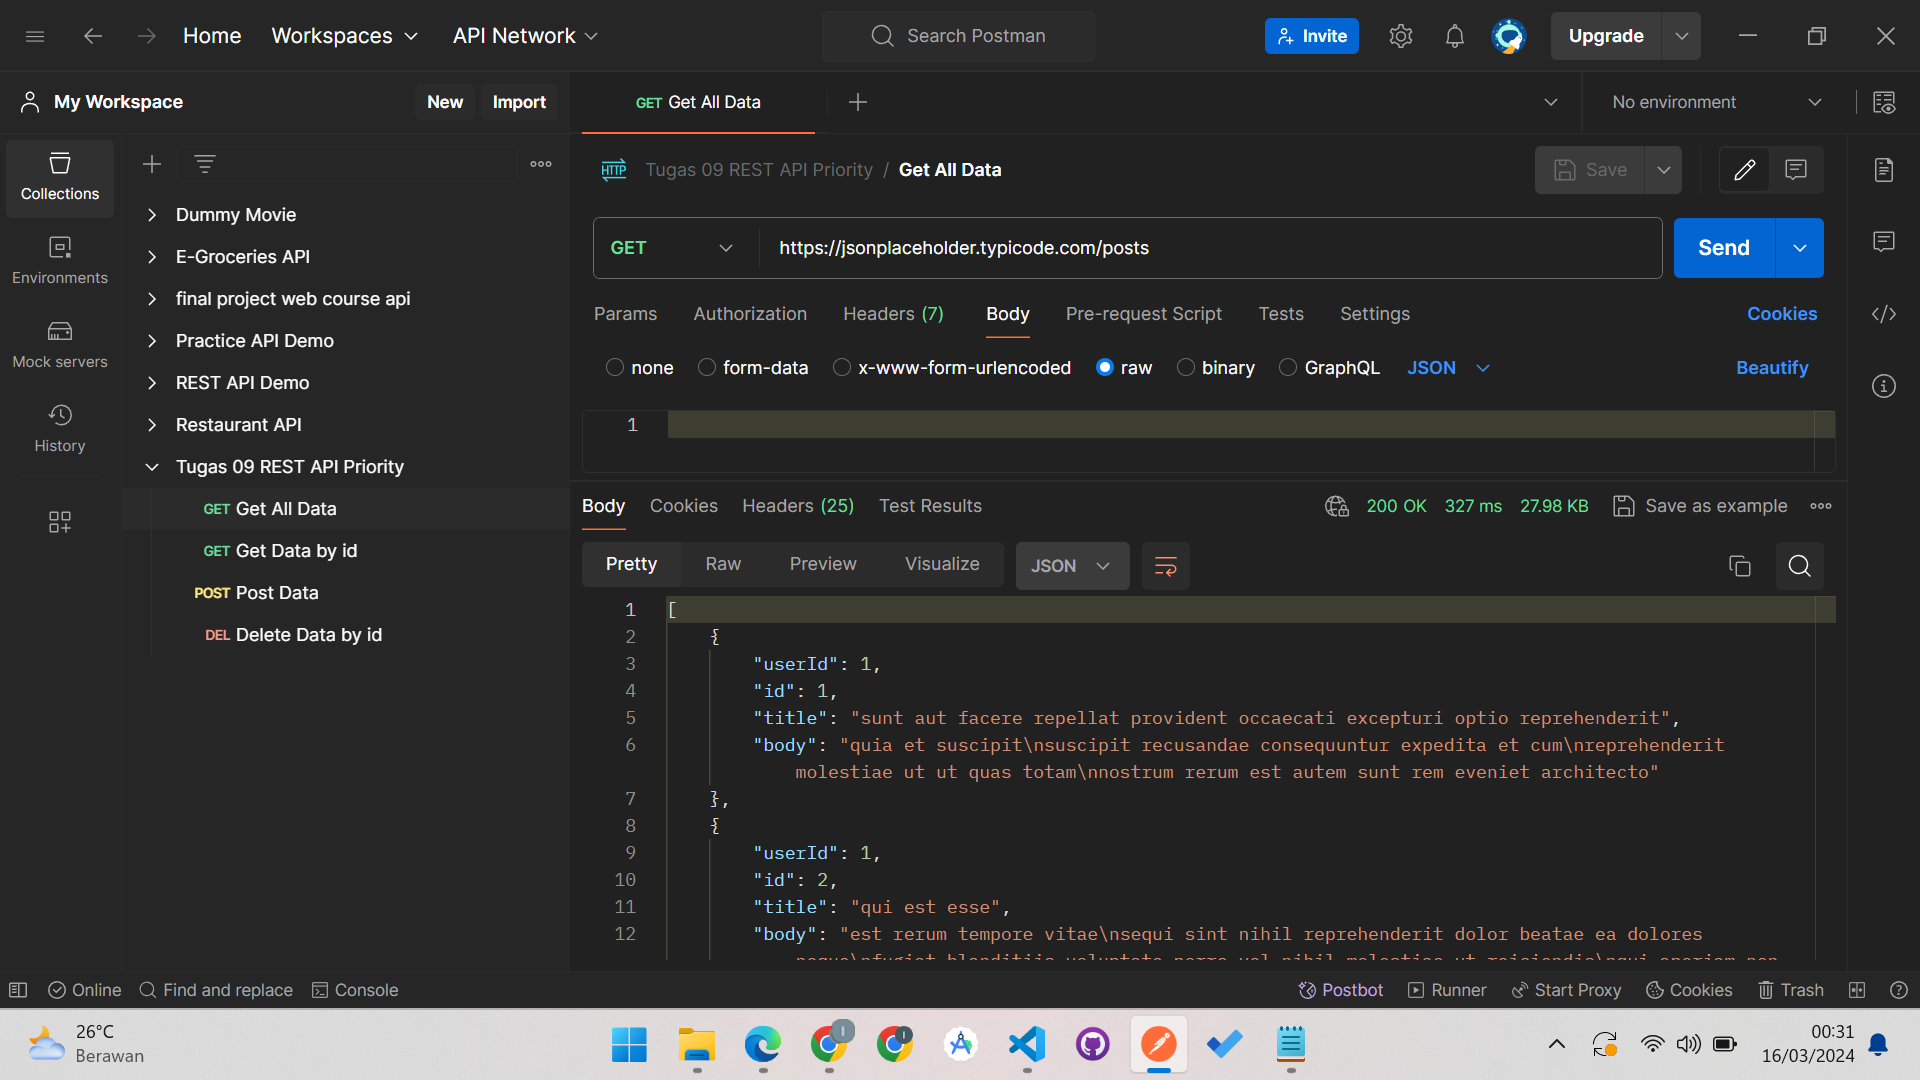 Home Workspaces API Network Search Postman Invite Upgrade
My Workspace New Import GET Get All Data No environment
Collections
Environments
Mock servers
History
Dummy Movie
E-Groceries API
final project web course api
Practice API Demo
REST API Demo
Restaurant API
Tugas 09 REST API Priority
GET Get All Data
GET Get Data by id
POST Post Data
DEL Delete Data by id
HTTP Tugas 09 REST API Priority / Get All Data Save
GET https://jsonplaceholder.typicode.com/posts Send
Params Authorization Headers (7) Body Pre-request Script Tests Settings Cookies
none form-data x-www-form-urlencoded raw binary GraphQL JSON Beautify
1
Body Cookies Headers (25) Test Results 200 OK 327 ms 27.98 KB Save as example
Pretty Raw Preview Visualize JSON
1 [
2 {
3 "userId": 1,
4 "id": 1,
5 "title": "sunt aut facere repellat provident occaecati excepturi optio reprehenderit",
6 "body": "quia et suscipit\nsuscipit recusandae consequuntur expedita et cum\nreprehenderit
molestiae ut ut quas totam\nnostrum rerum est autem sunt rem eveniet architecto"
7 },
8 {
9 "userId": 1,
10 "id": 2,
11 "title": "qui est esse",
12 "body": "est rerum tempore vitae\nsequi sint nihil reprehenderit dolor beatae ea dolores
Online Find and replace Console Postbot Runner Start Proxy Cookies Trash
26°C
Berawan
00:31
16/03/2024